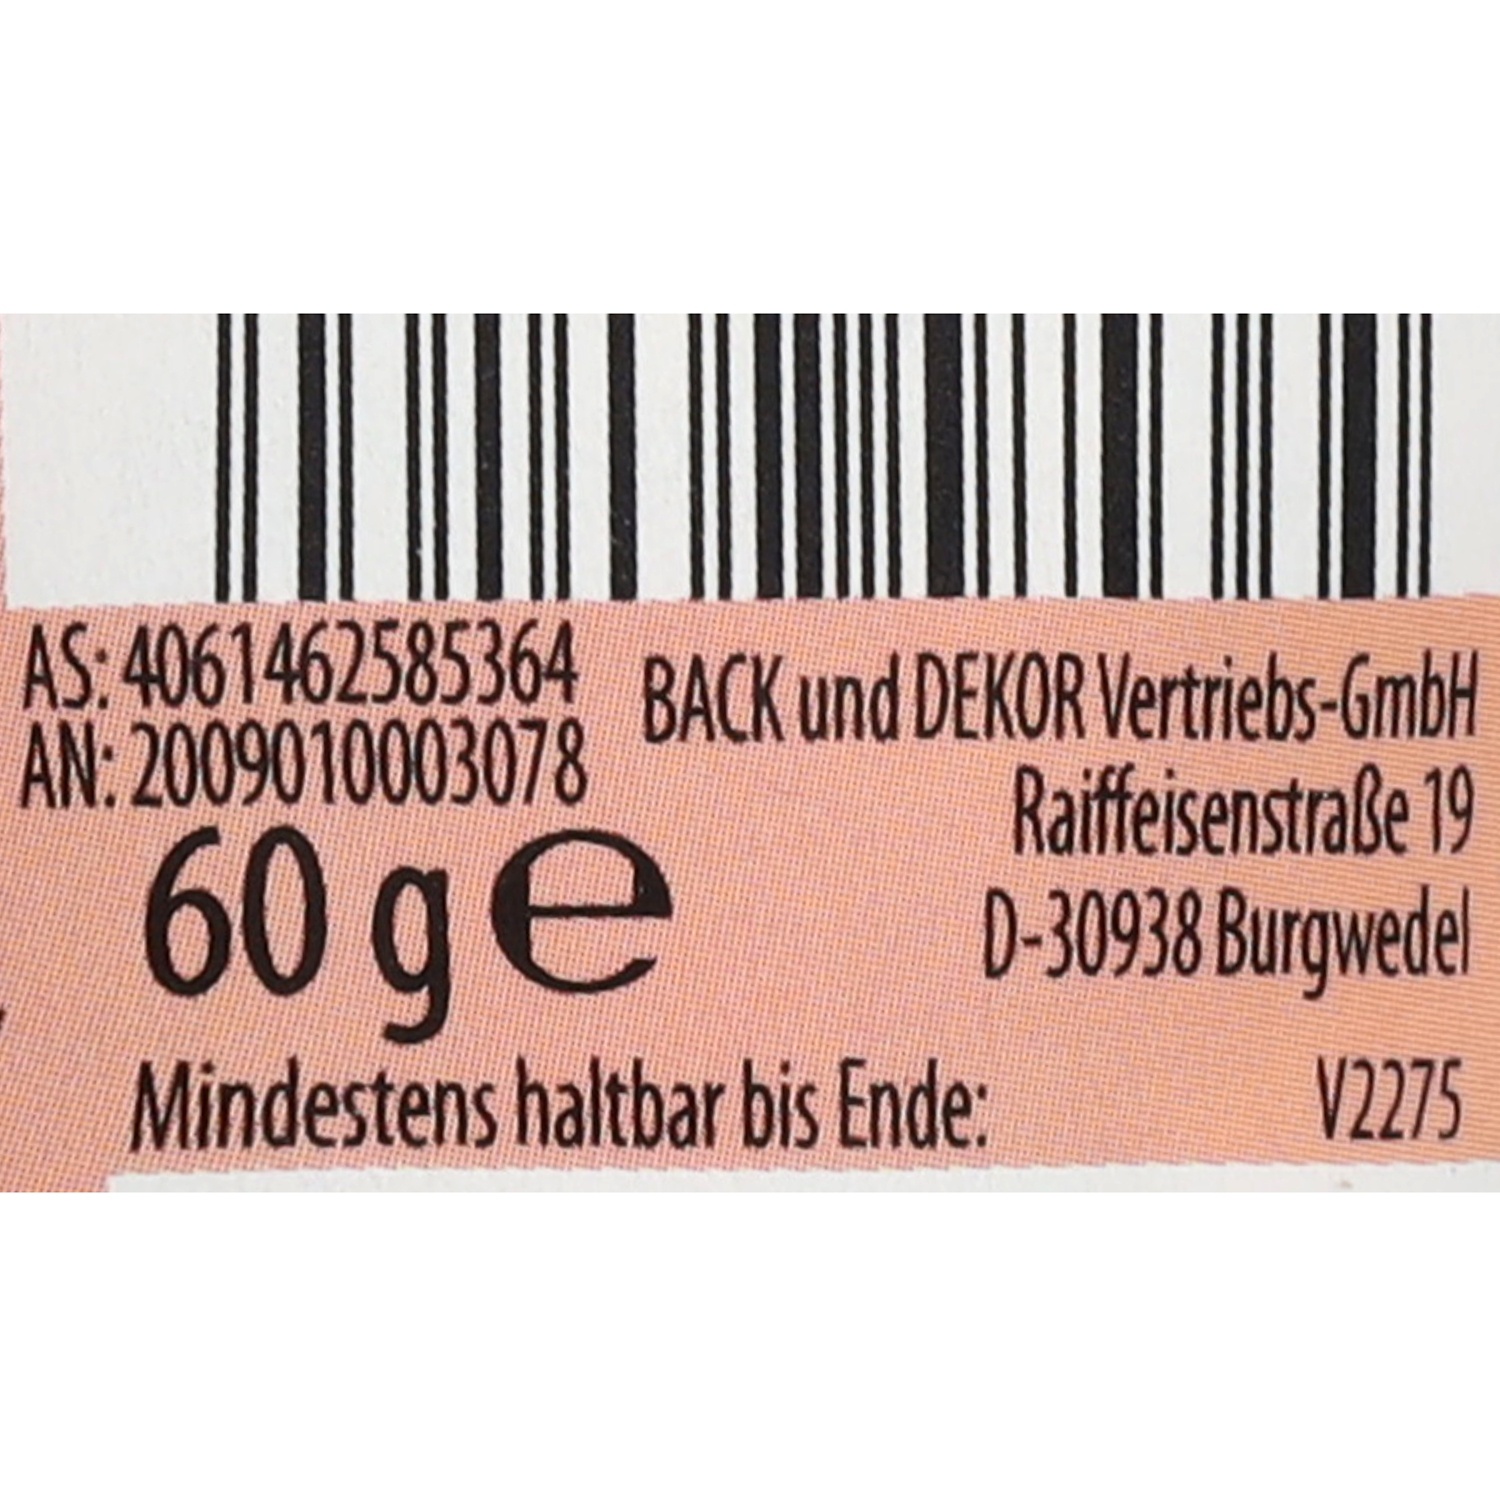 AS: 4061462585364
AN: 2009010003078
60 g e
BACK und DEKOR Vertriebs-GmbH
Raiffeisenstraße 19
D-30938 Burgwedel
Mindestens haltbar bis Ende:
V2275